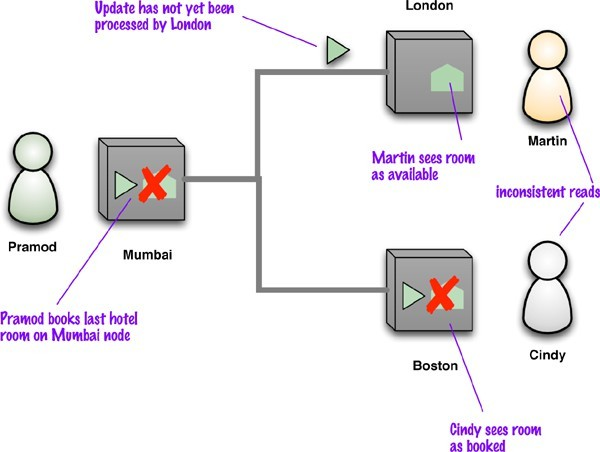 Update has not yet been
processed by London
London
Martin
Martin sees room
as available
inconsistent reads
Pramod
Mumbai
Pramod books last hotel
room on Mumbai node
Boston
Cindy
Cindy sees room
as booked